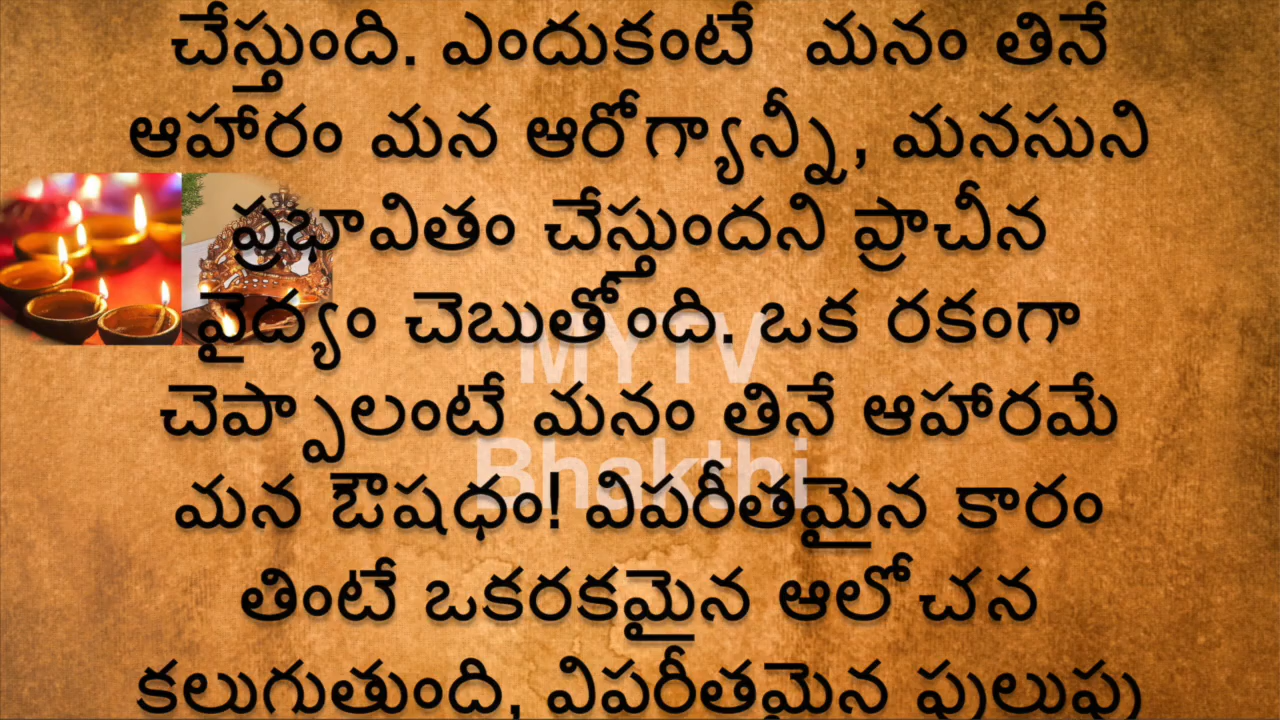 చేస్తుంది. ఎందుకంటే మనం తినే
ఆహారం మన ఆరోగ్యాన్నీ, మనసుని
ప్రభావితం చేస్తుందని ప్రాచీన
వైద్యం చెబుతోంది. ఒక రకంగా
MYTV
చెప్పాలంటే మనం తినే ఆహారమే
Bhakthi
మన ఔషధం! విపరీతమైన కారం
తింటే ఒకరకమైన ఆలోచన
కలుగుతుంది, విపరీతమైన పులుపు